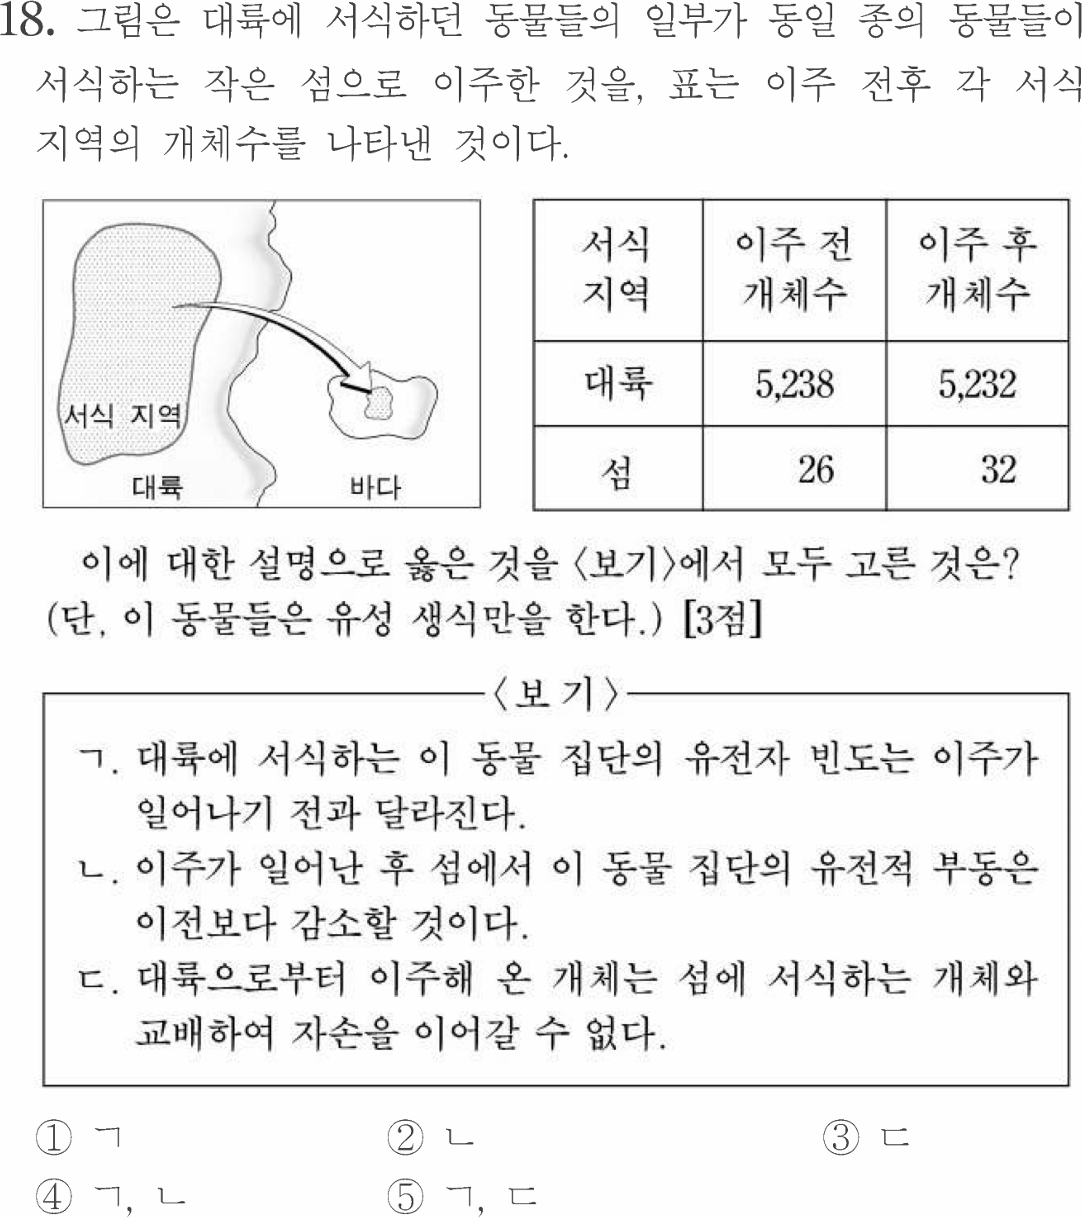 18. 그림은 대륙에 서식하던 동물들의 일부가 동일 종의 동물들이
서식하는 작은 섬으로 이주한 것을, 표는 이주 전후 각 서식
지역의 개체수를 나타낸 것이다.
서식 지역
대륙
바다
서식 지역 이주 전 개체수 이주 후 개체수
대륙 5,238 5,232
섬 26 32
이에 대한 설명으로 옳은 것을 〈보기〉에서 모두 고른 것은?
(단, 이 동물들은 유성 생식만을 한다.) [3점]
〈보 기〉
ㄱ. 대륙에 서식하는 이 동물 집단의 유전자 빈도는 이주가
일어나기 전과 달라진다.
ㄴ. 이주가 일어난 후 섬에서 이 동물 집단의 유전적 부동은
이전보다 감소할 것이다.
ㄷ. 대륙으로부터 이주해 온 개체는 섬에 서식하는 개체와
교배하여 자손을 이어갈 수 없다.
① ㄱ ② ㄴ ③ ㄷ
④ ㄱ, ㄴ ⑤ ㄱ, ㄷ